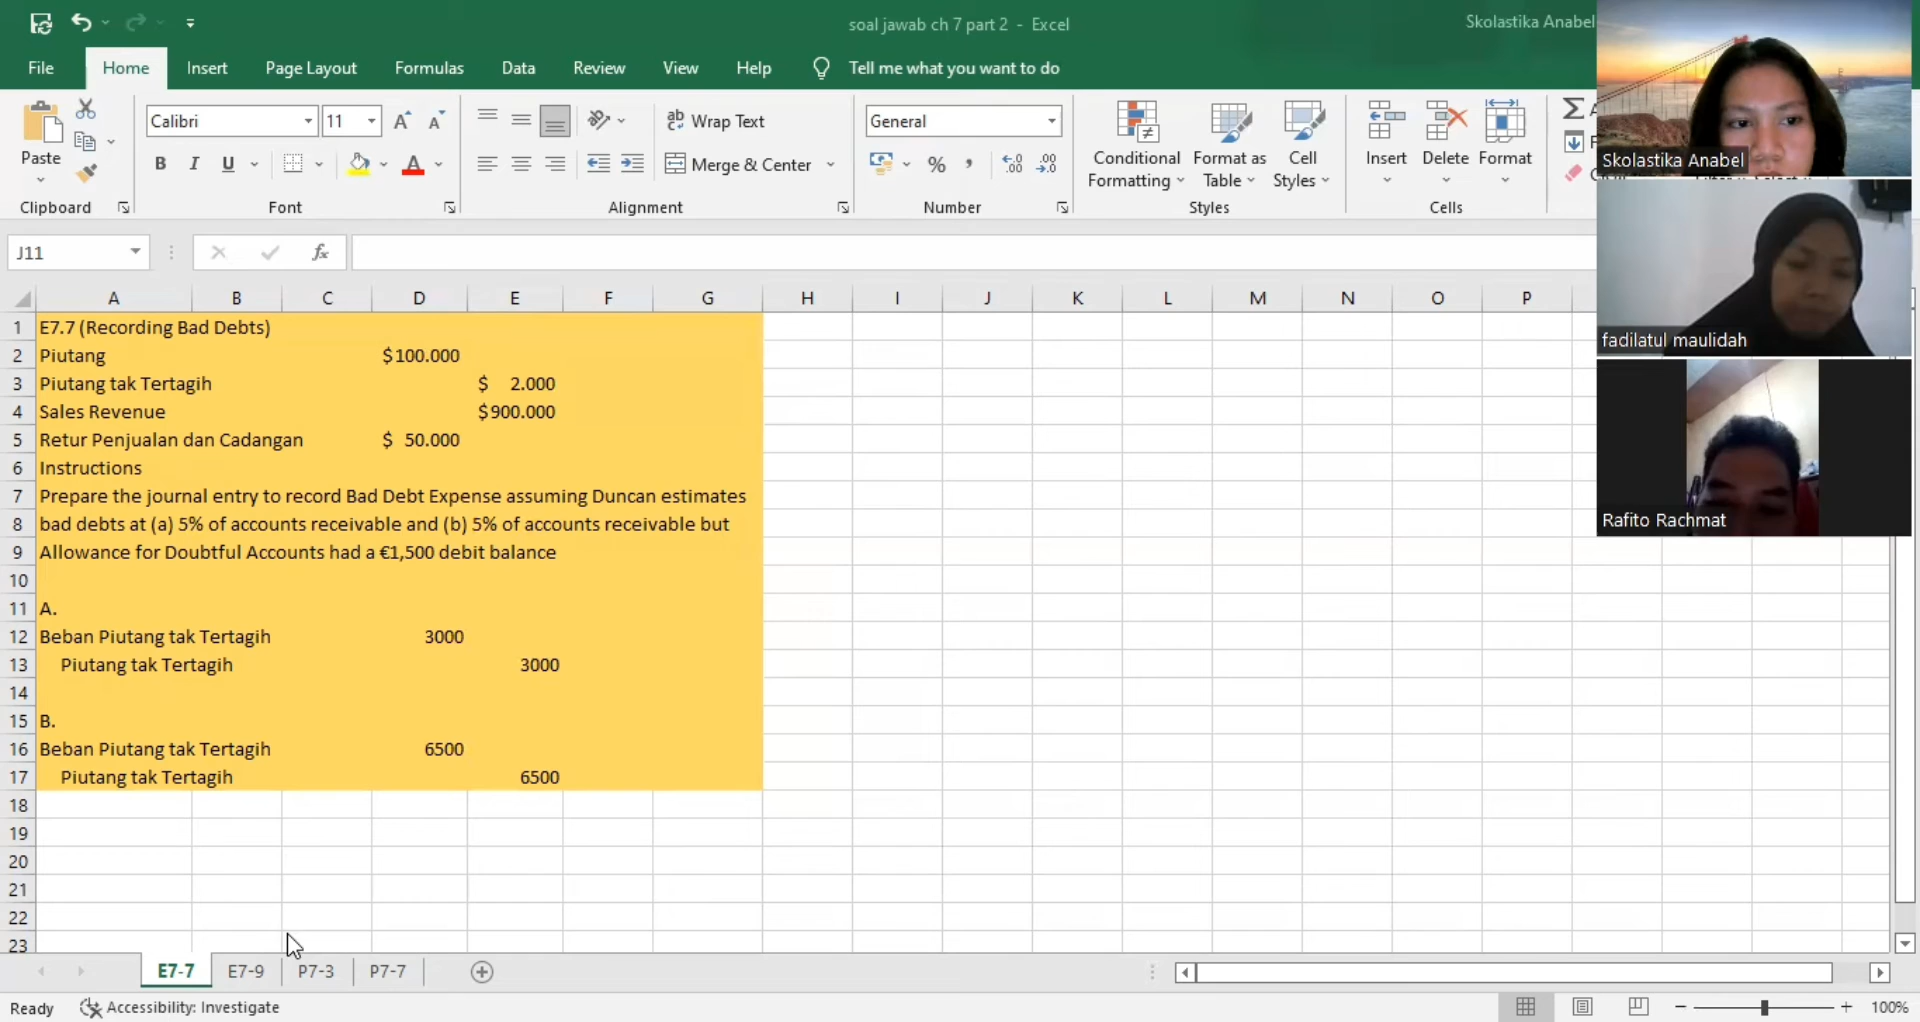 soal jawab ch 7 part 2 - Excel
Skolastika Anabel
File Home Insert Page Layout Formulas Data Review View Help Tell me what you want to do
Paste
Clipboard
Calibri 11
B I U
Font
Wrap Text
Merge & Center
Alignment
General
Number
Conditional Formatting
Format as Table
Cell Styles
Styles
Insert Delete Format
Cells
J11
fx
A B C D E F G H I J K L M N O P
1 E7.7 (Recording Bad Debts)
2 Piutang $100.000
3 Piutang tak Tertagih $ 2.000
4 Sales Revenue $900.000
5 Retur Penjualan dan Cadangan $ 50.000
6 Instructions
7 Prepare the journal entry to record Bad Debt Expense assuming Duncan estimates
8 bad debts at (a) 5% of accounts receivable and (b) 5% of accounts receivable but
9 Allowance for Doubtful Accounts had a €1,500 debit balance
10
11 A.
12 Beban Piutang tak Tertagih 3000
13 Piutang tak Tertagih 3000
14
15 B.
16 Beban Piutang tak Tertagih 6500
17 Piutang tak Tertagih 6500
18
19
20
21
22
23
E7-7 E7-9 P7-3 P7-7
Ready Accessibility: Investigate
100%
Skolastika Anabel
fadilatul maulidah
Rafito Rachmat